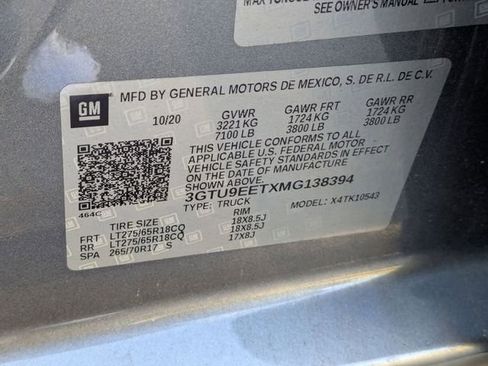 SEE OWNER'S MANUAL
GM
MFD BY GENERAL MOTORS DE MEXICO, S. DE R.L. DE C.V.
10/20 GVWR GAWR FRT GAWR RR
3221 KG 1724 KG 1724 KG
7100 LB 3800 LB 3800 LB
THIS VEHICLE CONFORMS TO ALL
APPLICABLE U.S. FEDERAL MOTOR
VEHICLE SAFETY STANDARDS IN
EFFECT ON THE DATE OF
MANUFACTURE SHOWN ABOVE.
3GTU9EETXMG138394
TYPE: TRUCK MODEL: X4TK10543
464C
TIRE SIZE RIM
FRT LT275/65R18CQ 18X8.5J
RR LT275/65R18CQ 18X8.5J
SPA 265/70R17 S 17X8J